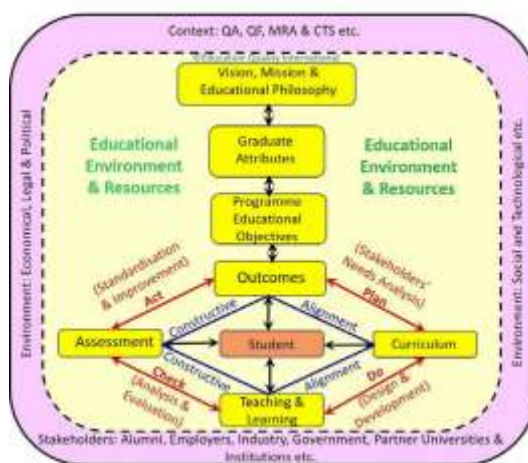 Context: QA, QF, MRA & CTS etc.
©Education Quality International
Vision, Mission &
Educational Philosophy
Graduate
Attributes
Educational
Environment
& Resources
Educational
Environment
& Resources
Programme
Educational
Objectives
Outcomes
(Standardisation
& Improvement)
Act
(Stakeholders'
Needs Analysis)
Plan
Constructive
Alignment
Assessment
Student
Curriculum
Constructive
Alignment
Check
(Analysis &
Evaluation)
Do
(Design &
Development)
Teaching &
Learning
Environment: Economical, Legal & Political
Environment: Social and Technological etc.
Stakeholders: Alumni, Employers, Industry, Government, Partner Universities &
Institutions etc.